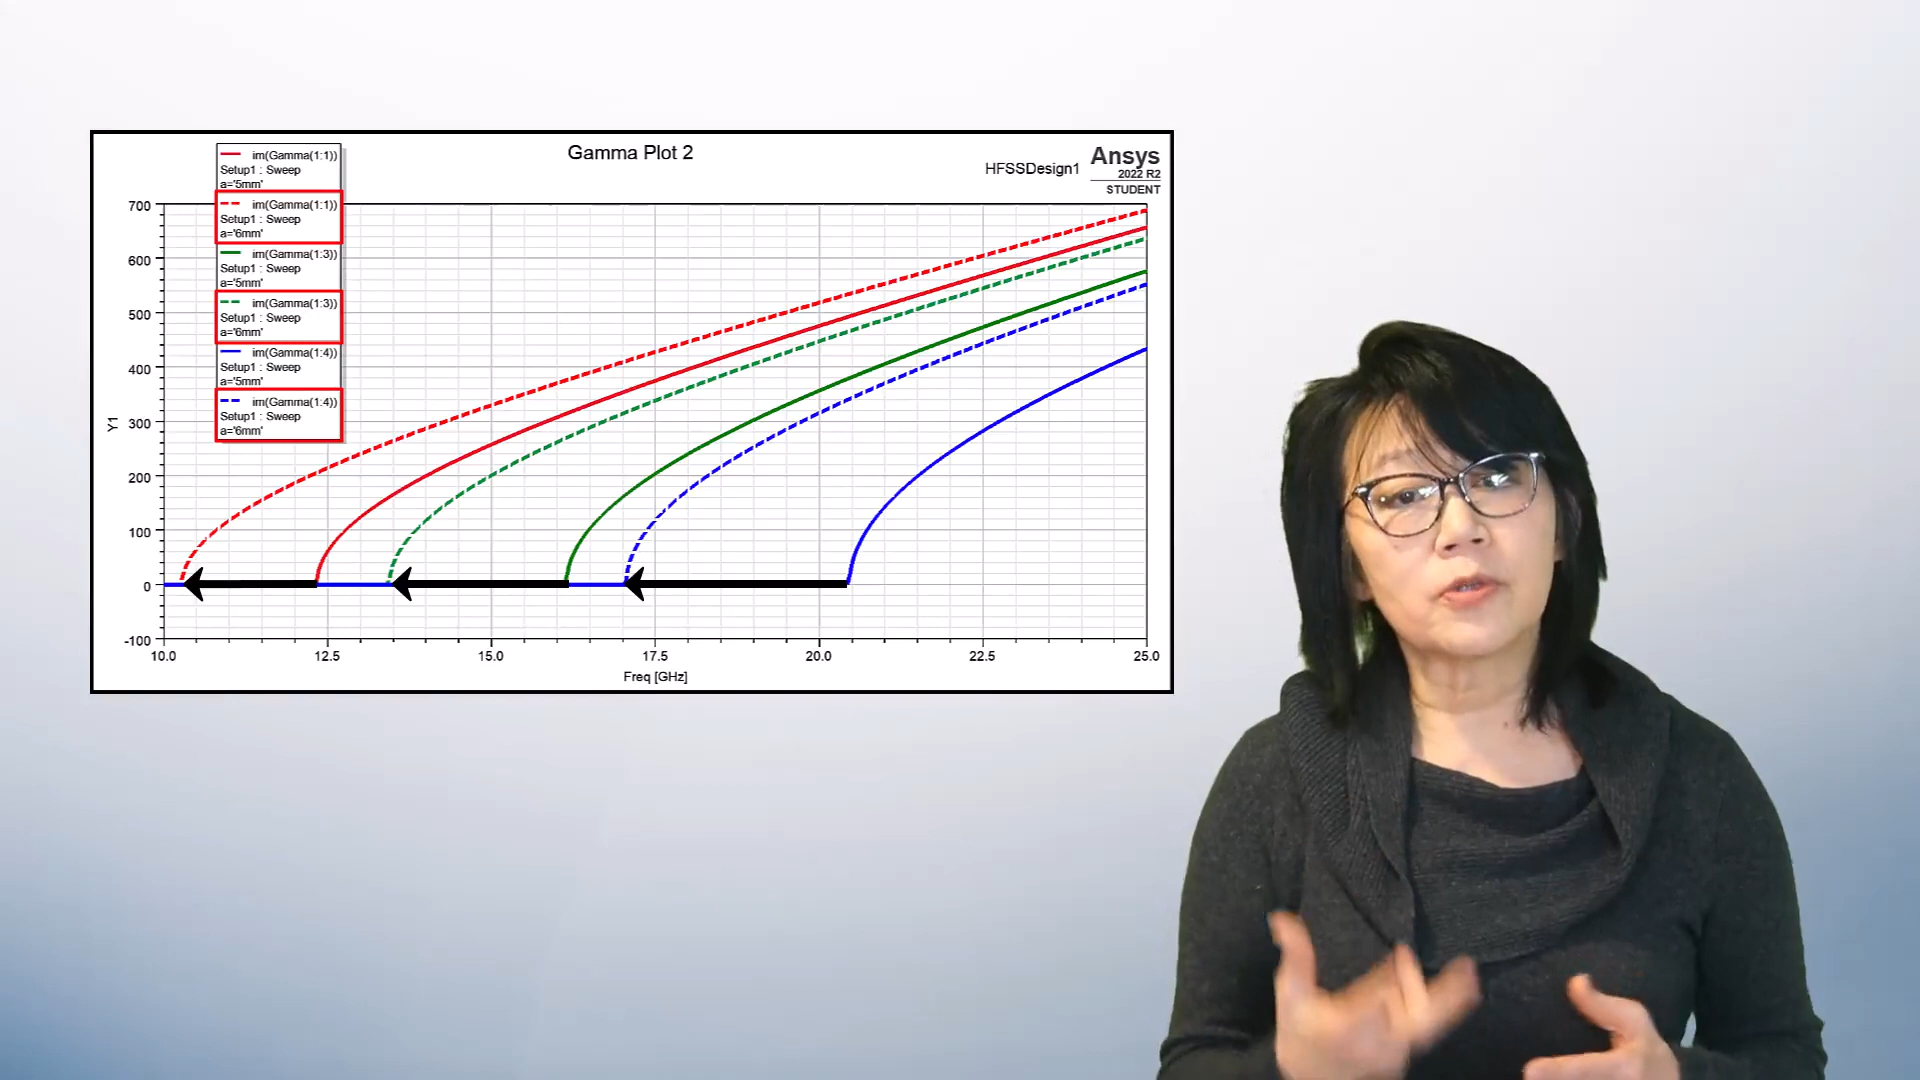 Gamma Plot 2
HFSSDesign1
Ansys
2022 R2
STUDENT
im(Gamma(1:1))
Setup1 : Sweep
a='5mm'
im(Gamma(1:1))
Setup1 : Sweep
a='6mm'
im(Gamma(1:3))
Setup1 : Sweep
a='5mm'
im(Gamma(1:3))
Setup1 : Sweep
a='6mm'
im(Gamma(1:4))
Setup1 : Sweep
a='5mm'
im(Gamma(1:4))
Setup1 : Sweep
a='6mm'
Y1
700
600
500
400
300
200
100
0
-100
10.0 12.5 15.0 17.5 20.0 22.5 25.0
Freq [GHz]